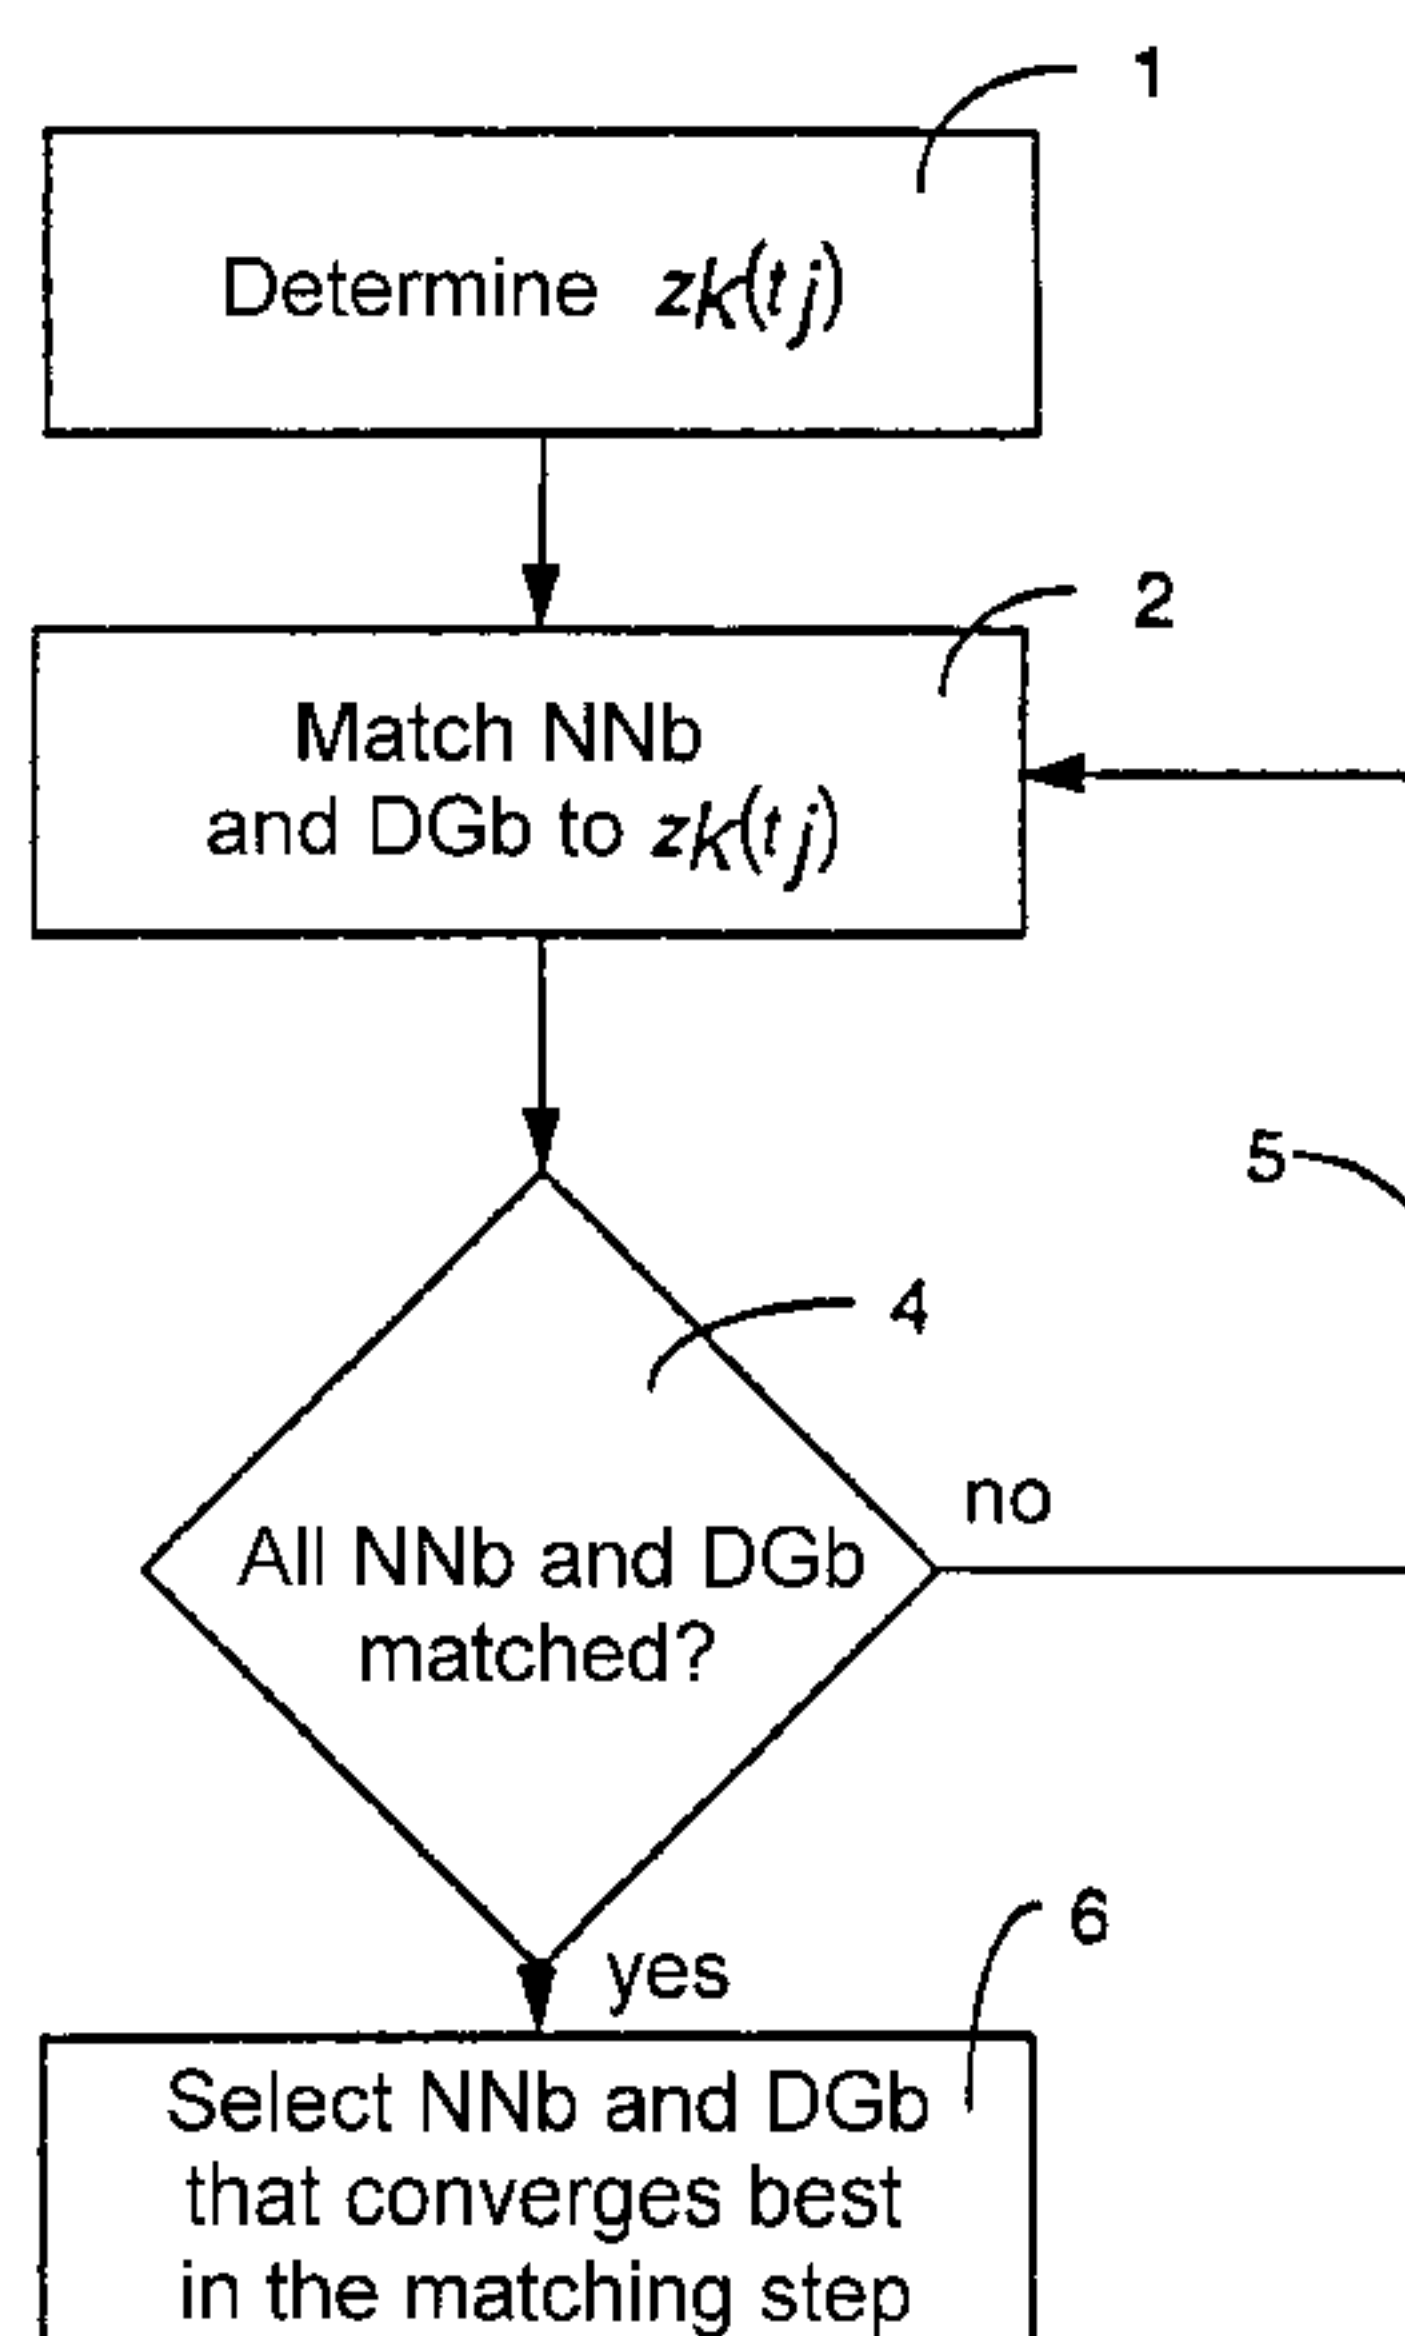 1
Determine zk(tj)
2
Match NNb
and DGb to zk(tj)
5
4
no
All NNb and DGb
matched?
6
yes
Select NNb and DGb
that converges best
in the matching step